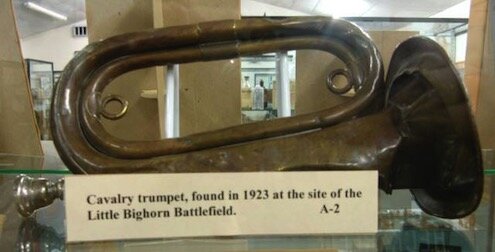 Cavalry trumpet, found in 1923 at the site of the
Little Bighorn Battlefield. A-2